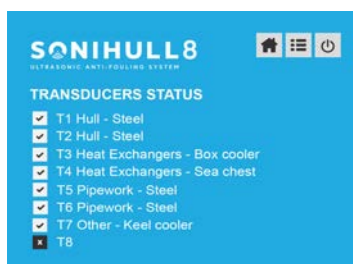 SONIHULL8
ULTRASONIC ANTI-FOULING SYSTEM
TRANSDUCERS STATUS
T1 Hull - Steel
T2 Hull - Steel
T3 Heat Exchangers - Box cooler
T4 Heat Exchangers - Sea chest
T5 Pipework - Steel
T6 Pipework - Steel
T7 Other - Keel cooler
T8